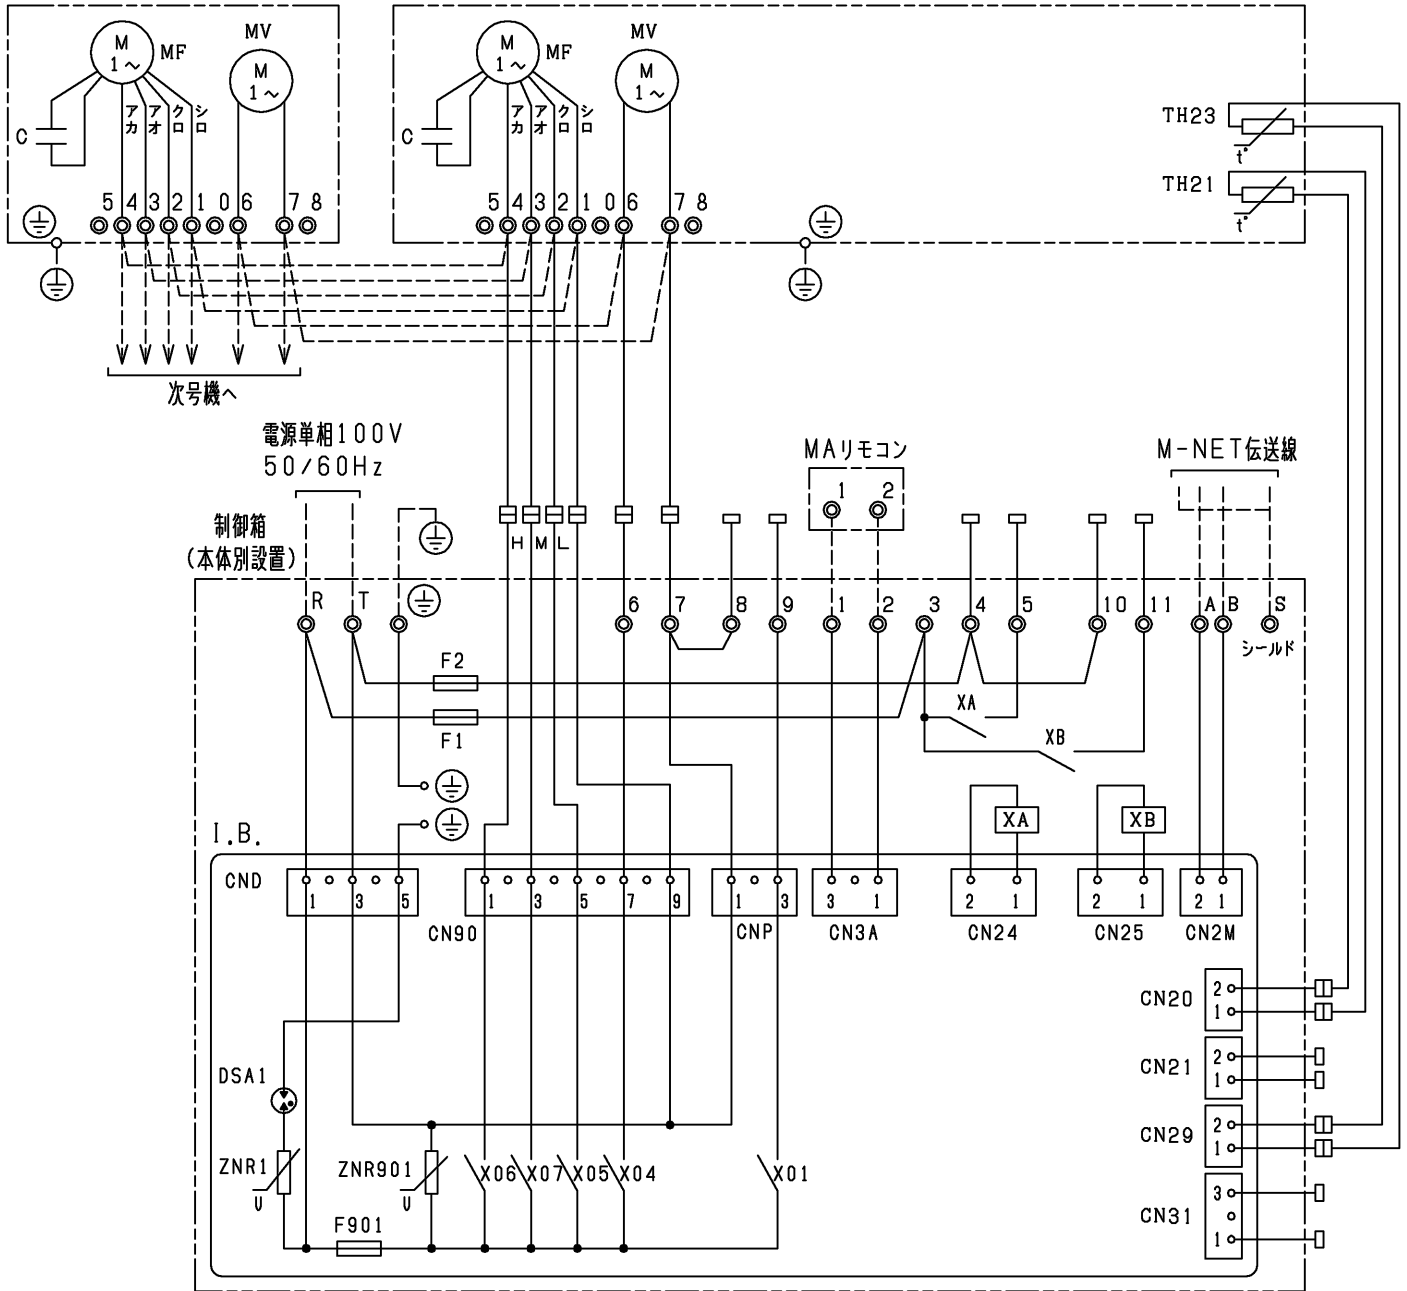 M
1～
MF
MV
M
1～
C
アカ
アオ
クロ
シロ
5 4 3 2 1 0 6 7 8
M
1～
MF
MV
M
1～
C
アカ
アオ
クロ
シロ
5 4 3 2 1 0 6 7 8
TH23
t°
TH21
t°
次号機へ
電源単相100V
50/60Hz
制御箱
(本体別設置)
H M L
MAリモコン
1 2
M-NET伝送線
R T
6 7 8 9 1 2 3 4 5 10 11 A B S
シールド
F2
F1
XA
XB
XA
XB
I.B.
CND
1 3 5
CN90
1 3 5 7 9
CNP
1 3
CN3A
3 1
CN24
2 1
CN25
2 1
CN2M
2 1
CN20
2
1
CN21
2
1
CN29
2
1
CN31
3
1
DSA1
ZNR1
U
ZNR901
U
F901
X06
X07
X05
X04
X01